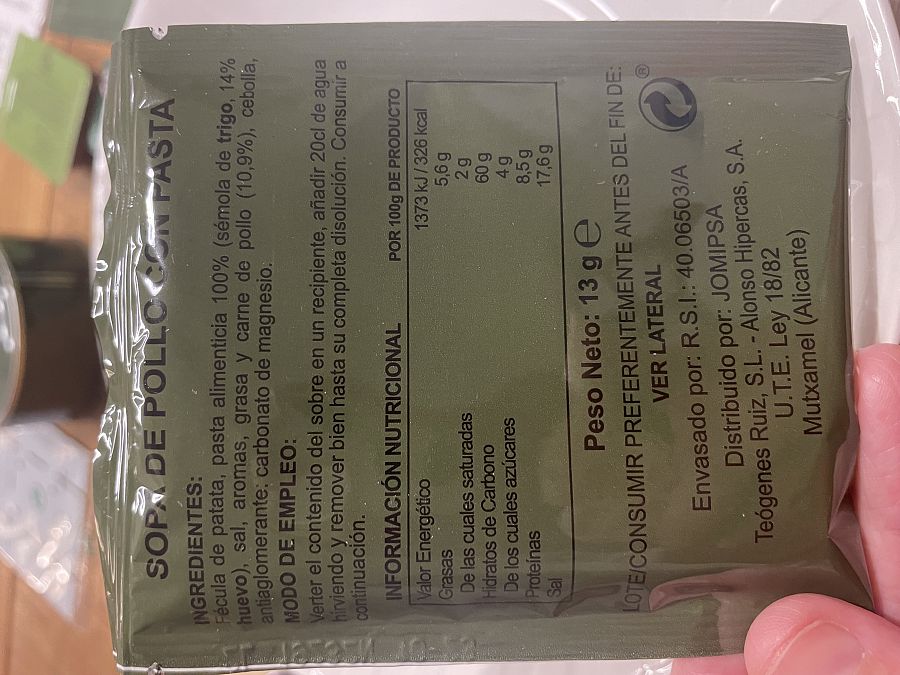 SOPA DE POLLO CON PASTA
INGREDIENTES:
Fécula de patata, pasta alimenticia 100% (sémola de trigo, 14%
huevo), sal, aromas, grasa y carne de pollo (10,9%), cebolla,
antiaglomerante: carbonato de magnesio.
MODO DE EMPLEO:
Verter el contenido del sobre en un recipiente, añadir 20cl de agua
hirviendo y remover bien hasta su completa disolución. Consumir a
continuación.
INFORMACIÓN NUTRICIONAL POR 100g DE PRODUCTO
Valor Energético 1373 kJ / 326 kcal
Grasas 5,6 g
De las cuales saturadas 2 g
Hidratos de Carbono 60 g
De los cuales azúcares 4 g
Proteínas 8,5 g
Sal 17,6 g
Peso Neto: 13 g e
LOTE/CONSUMIR PREFERENTEMENTE ANTES DEL FIN DE:
VER LATERAL
®
Envasado por: R.S.I.: 40.06503/A
Distribuido por: JOMIPSA
Teógenes Ruiz, S.L. - Alonso Hipercas, S.A.
U.T.E. Ley 18/82
Mutxamel (Alicante)